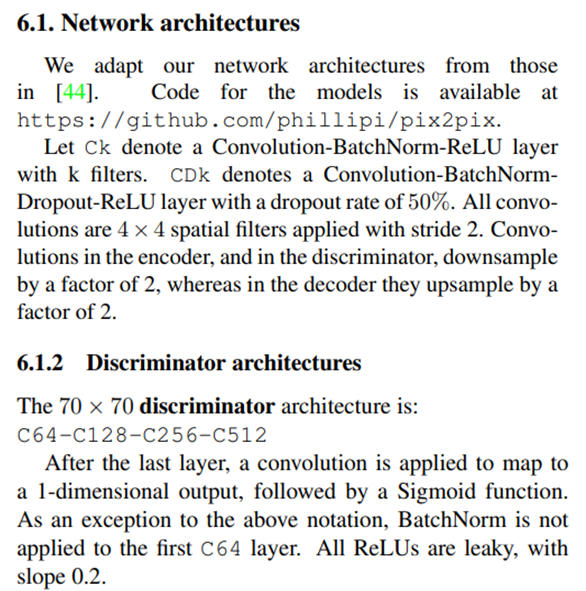 6.1. Network architectures
We adapt our network architectures from those
in [44]. Code for the models is available at
https://github.com/phillipi/pix2pix.
Let Ck denote a Convolution-BatchNorm-ReLU layer
with k filters. CDk denotes a Convolution-BatchNorm-
Dropout-ReLU layer with a dropout rate of 50%. All convo-
lutions are 4 × 4 spatial filters applied with stride 2. Convo-
lutions in the encoder, and in the discriminator, downsample
by a factor of 2, whereas in the decoder they upsample by a
factor of 2.
6.1.2 Discriminator architectures
The 70 × 70 discriminator architecture is:
C64-C128-C256-C512
After the last layer, a convolution is applied to map to
a 1-dimensional output, followed by a Sigmoid function.
As an exception to the above notation, BatchNorm is not
applied to the first C64 layer. All ReLUs are leaky, with
slope 0.2.